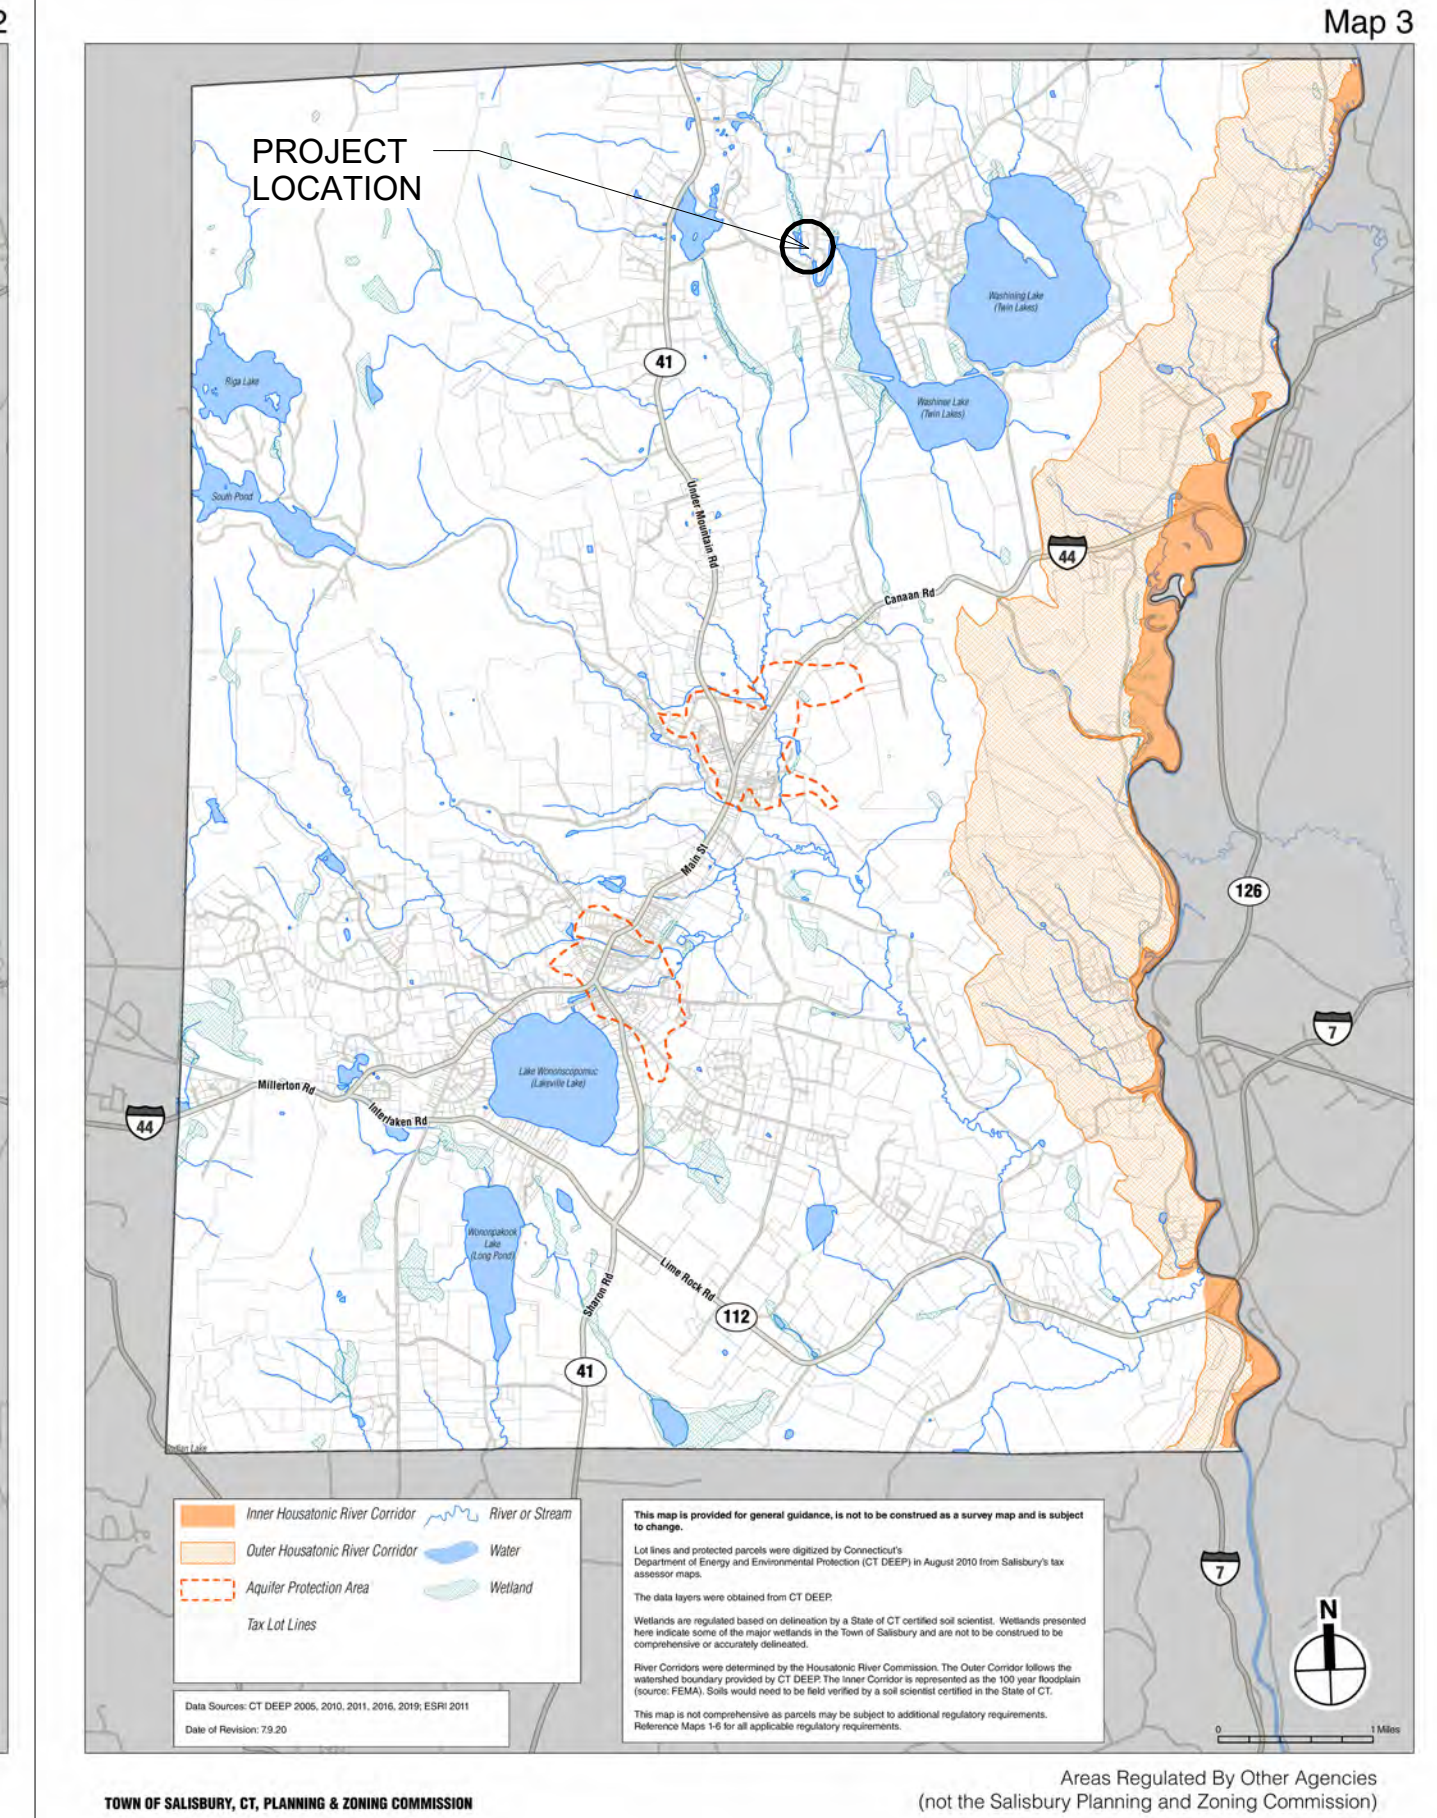 2
Map 3
PROJECT
LOCATION
Washining Lake
(Twin Lakes)
41
Riga Lake
Washinee Lake
(Twin Lakes)
South Pond
Under Mountain Rd
44
Canaan Rd
Main St
126
7
Lake Wononscopomuc
(Lakeville Lake)
Millerton Rd
Interlaken Rd
44
Wononpakook
Lake
(Long Pond)
Lime Rock Rd
Sharon Rd
112
41
Indian Lake
Inner Housatonic River Corridor
River or Stream
Outer Housatonic River Corridor
Water
Aquifer Protection Area
Wetland
Tax Lot Lines
Data Sources: CT DEEP 2005, 2010, 2011, 2016, 2019; ESRI 2011
Date of Revision: 7.9.20
This map is provided for general guidance, is not to be construed as a survey map and is subject
to change.
Lot lines and protected parcels were digitized by Connecticut's
Department of Energy and Environmental Protection (CT DEEP) in August 2010 from Salisbury's tax
assessor maps.
The data layers were obtained from CT DEEP.
Wetlands are regulated based on delineation by a State of CT certified soil scientist. Wetlands presented
here indicate some of the major wetlands in the Town of Salisbury and are not to be construed to be
comprehensive or accurately delineated.
River Corridors were determined by the Housatonic River Commission. The Outer Corridor follows the
watershed boundary provided by CT DEEP. The Inner Corridor is represented as the 100 year floodplain
(source: FEMA). Soils would need to be field verified by a soil scientist certified in the State of CT.
This map is not comprehensive as parcels may be subject to additional regulatory requirements.
Reference Maps 1-6 for all applicable regulatory requirements.
7
N
0
1 Miles
Areas Regulated By Other Agencies
(not the Salisbury Planning and Zoning Commission)
TOWN OF SALISBURY, CT, PLANNING & ZONING COMMISSION